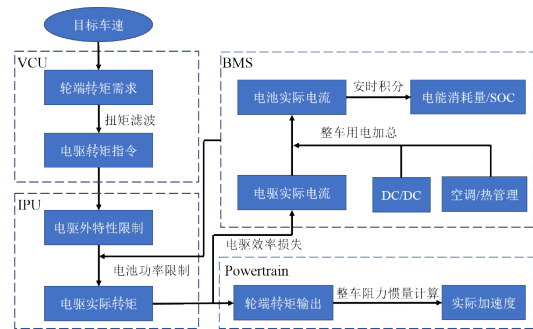 目标车速
VCU
轮端转矩需求
扭矩滤波
电驱转矩指令
IPU
电驱外特性限制
电池功率限制
电驱实际转矩
BMS
电池实际电流
安时积分
电能消耗量/SOC
整车用电加总
电驱实际电流
DC/DC
空调/热管理
电驱效率损失
Powertrain
轮端转矩输出
整车阻力惯量计算
实际加速度